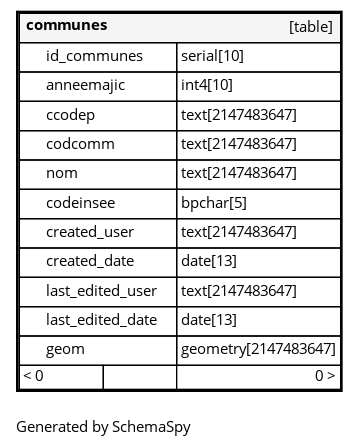 communes [table]
id_communes serial[10]
anneemajic int4[10]
ccodep text[2147483647]
codcomm text[2147483647]
nom text[2147483647]
codeinsee bpchar[5]
created_user text[2147483647]
created_date date[13]
last_edited_user text[2147483647]
last_edited_date date[13]
geom geometry[2147483647]
< 0 0 >
Generated by SchemaSpy